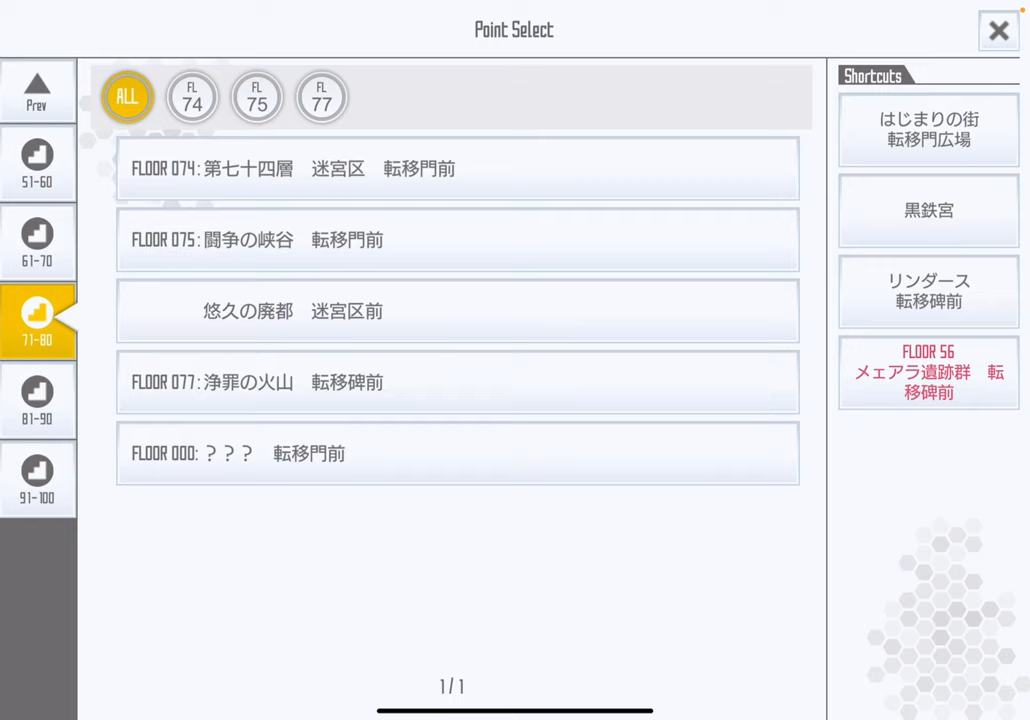 Point Select
Prev
51-60
61-70
71-80
81-90
91-100
ALL
FL 74
FL 75
FL 77
FLOOR 074: 第七十四層　迷宮区　転移門前
FLOOR 075: 闘争の峡谷　転移門前
悠久の廃都　迷宮区前
FLOOR 077: 浄罪の火山　転移碑前
FLOOR 000: ？？？　転移門前
1/1
Shortcuts
はじまりの街
転移門広場
黒鉄宮
リンダース
転移碑前
FLOOR 56
メェアラ遺跡群　転
移碑前